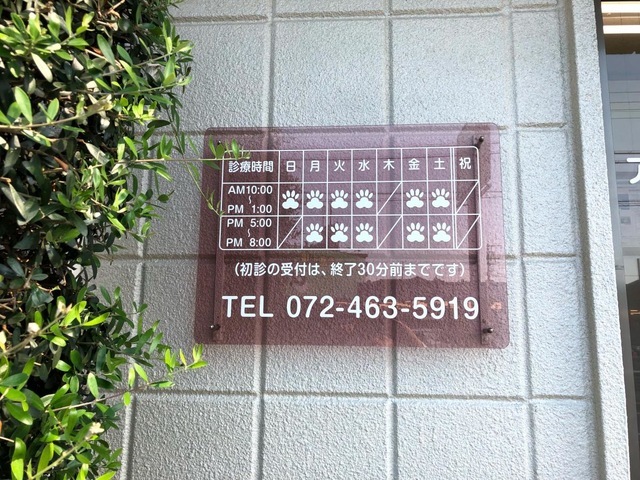 診療時間 日 月 火 水 木 金 土 祝
AM10:00
〜
PM 1:00
PM 5:00
〜
PM 8:00
(初診の受付は、終了30分前までです)
TEL 072-463-5919